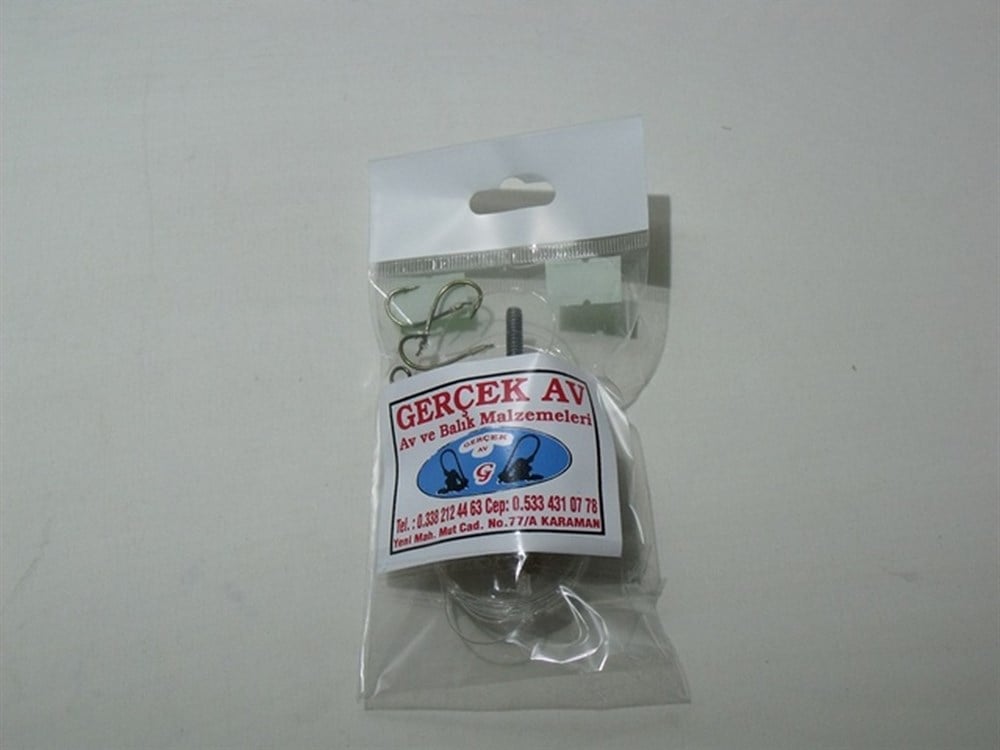 GERÇEK AV
Av ve Balık Malzemeleri
GERÇEK
AV
G
Tel. : 0.338 212 44 63 Cep: 0.533 431 07 78
Yeni Mah. Mut Cad. No.77/A KARAMAN